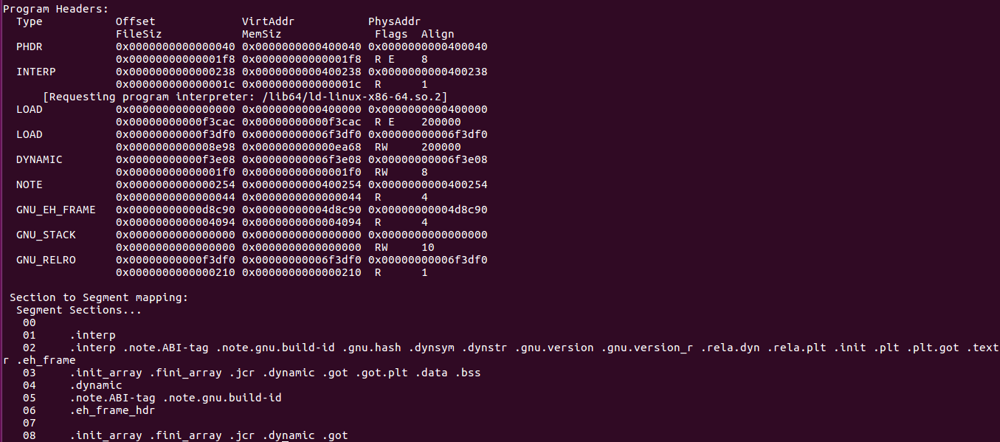 Program Headers:
  Type           Offset             VirtAddr           PhysAddr
                 FileSiz            MemSiz              Flags  Align
  PHDR           0x0000000000000040 0x0000000000400040 0x0000000000400040
                 0x00000000000001f8 0x00000000000001f8  R E    8
  INTERP         0x0000000000000238 0x0000000000400238 0x0000000000400238
                 0x000000000000001c 0x000000000000001c  R      1
      [Requesting program interpreter: /lib64/ld-linux-x86-64.so.2]
  LOAD           0x0000000000000000 0x0000000000400000 0x0000000000400000
                 0x00000000000f3cac 0x00000000000f3cac  R E    200000
  LOAD           0x00000000000f3df0 0x00000000006f3df0 0x00000000006f3df0
                 0x0000000000008e98 0x000000000000ea68  RW     200000
  DYNAMIC        0x00000000000f3e08 0x00000000006f3e08 0x00000000006f3e08
                 0x00000000000001f0 0x00000000000001f0  RW     8
  NOTE           0x0000000000000254 0x0000000000400254 0x0000000000400254
                 0x0000000000000044 0x0000000000000044  R      4
  GNU_EH_FRAME   0x00000000000d8c90 0x00000000004d8c90 0x00000000004d8c90
                 0x0000000000004094 0x0000000000004094  R      4
  GNU_STACK      0x0000000000000000 0x0000000000000000 0x0000000000000000
                 0x0000000000000000 0x0000000000000000  RW     10
  GNU_RELRO      0x00000000000f3df0 0x00000000006f3df0 0x00000000006f3df0
                 0x0000000000000210 0x0000000000000210  R      1
 Section to Segment mapping:
  Segment Sections...
   00
   01     .interp
   02     .interp .note.ABI-tag .note.gnu.build-id .gnu.hash .dynsym .dynstr .gnu.version .gnu.version_r .rela.dyn .rela.plt .init .plt .plt.got .text
r .eh_frame
   03     .init_array .fini_array .jcr .dynamic .got .got.plt .data .bss
   04     .dynamic
   05     .note.ABI-tag .note.gnu.build-id
   06     .eh_frame_hdr
   07
   08     .init_array .fini_array .jcr .dynamic .got